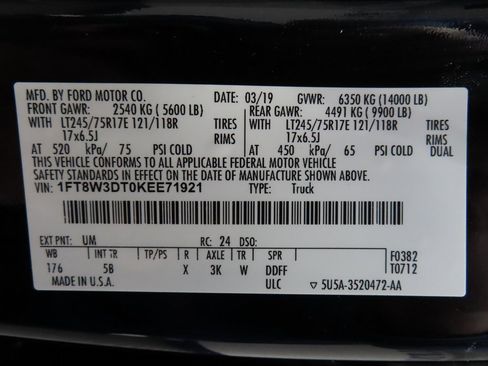 MFD. BY FORD MOTOR CO. DATE: 03/19 GVWR: 6350 KG (14000 LB)
FRONT GAWR: 2540 KG ( 5600 LB) REAR GAWR: 4491 KG ( 9900 LB)
WITH LT245/75R17E 121/118R TIRES WITH LT245/75R17E 121/118R TIRES
17x6.5J RIMS 17x6.5J RIMS
AT 520 kPa/ 75 PSI COLD AT 450 kPa/ 65 PSI COLD DUAL
THIS VEHICLE CONFORMS TO ALL APPLICABLE FEDERAL MOTOR VEHICLE
SAFETY STANDARDS IN EFFECT ON THE DATE OF MANUFACTURE SHOWN ABOVE.
VIN: 1FT8W3DT0KEE71921 TYPE: Truck
EXT PNT: UM RC: 24 DSO:
WB INT TR TP/PS R AXLE TR SPR F0382
176 5B X 3K W DDFF T0712
MADE IN U.S.A. ULC ▽ 5U5A-3520472-AA